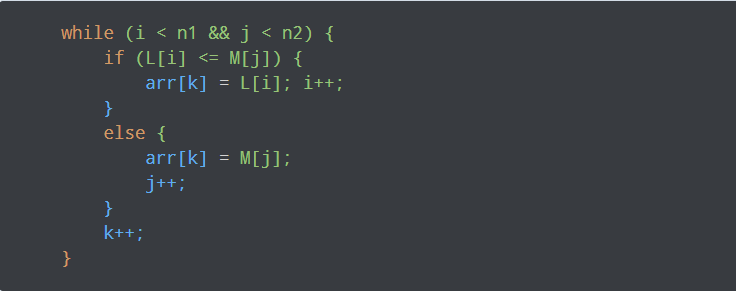 while (i < n1 && j < n2) {
    if (L[i] <= M[j]) {
        arr[k] = L[i]; i++;
    }
    else {
        arr[k] = M[j];
        j++;
    }
    k++;
}